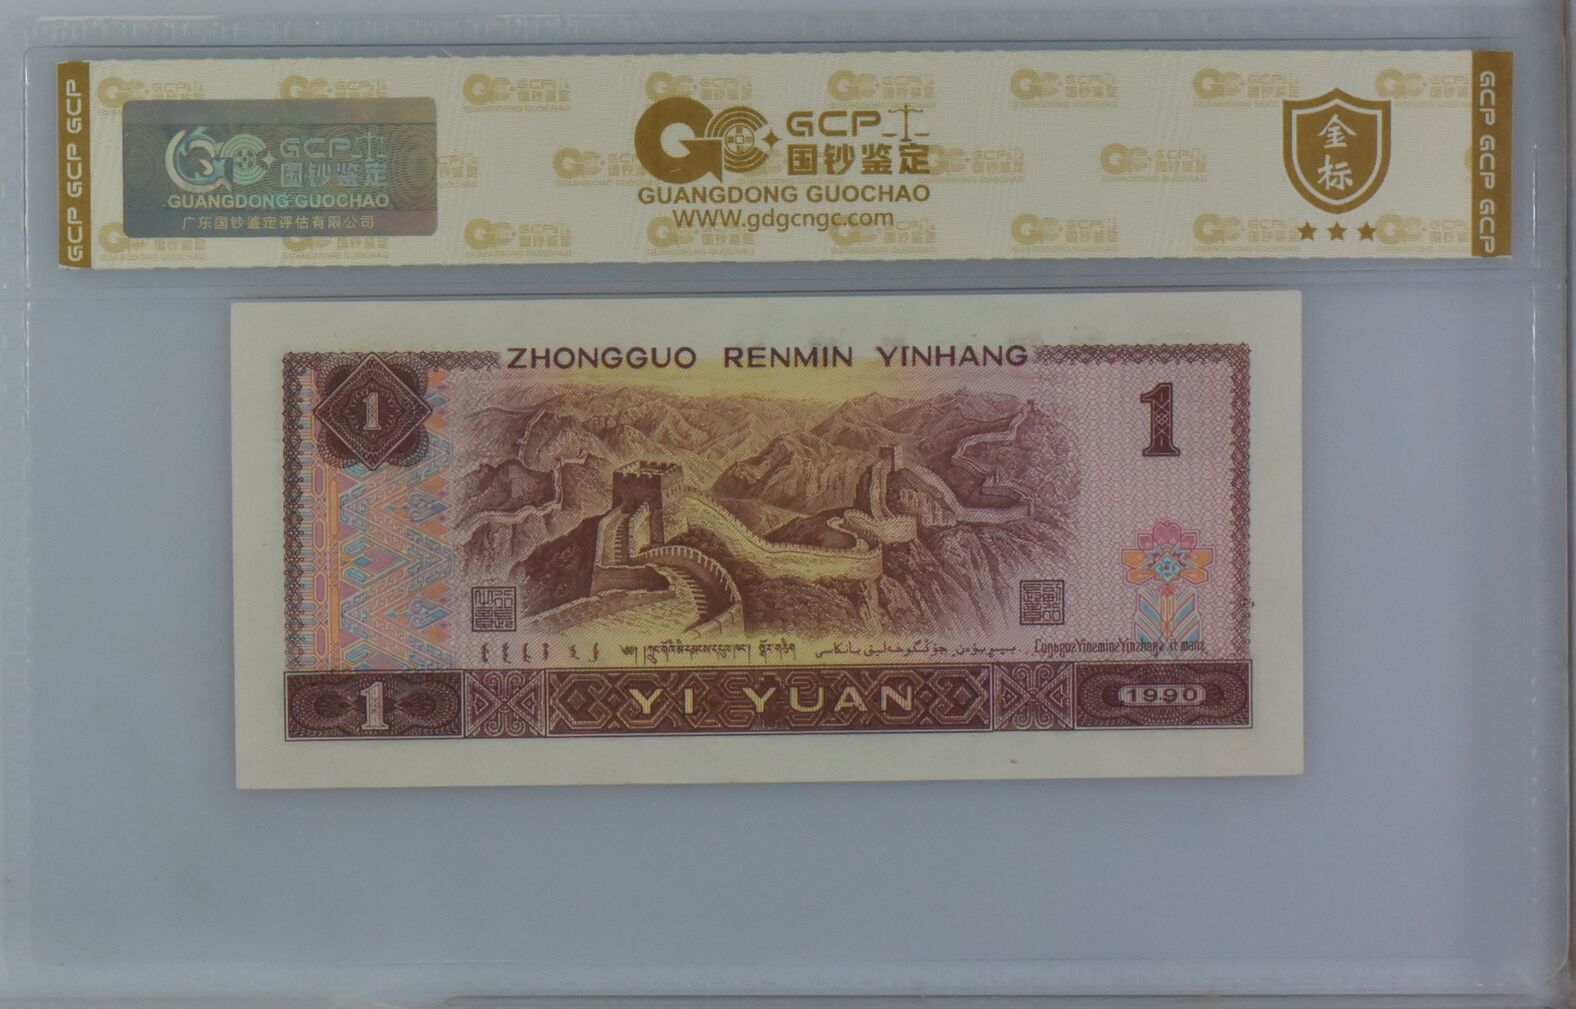 GCP GCP GCP
GCP 国钞鉴定
GUANGDONG GUOCHAO
广东国钞鉴定评估有限公司
GCP
国钞鉴定
GUANGDONG GUOCHAO
WWW.gdgcngc.com
金标
GCP GCP GCP
ZHONGGUO RENMIN YINHANG
1
1
1
YI YUAN
1990